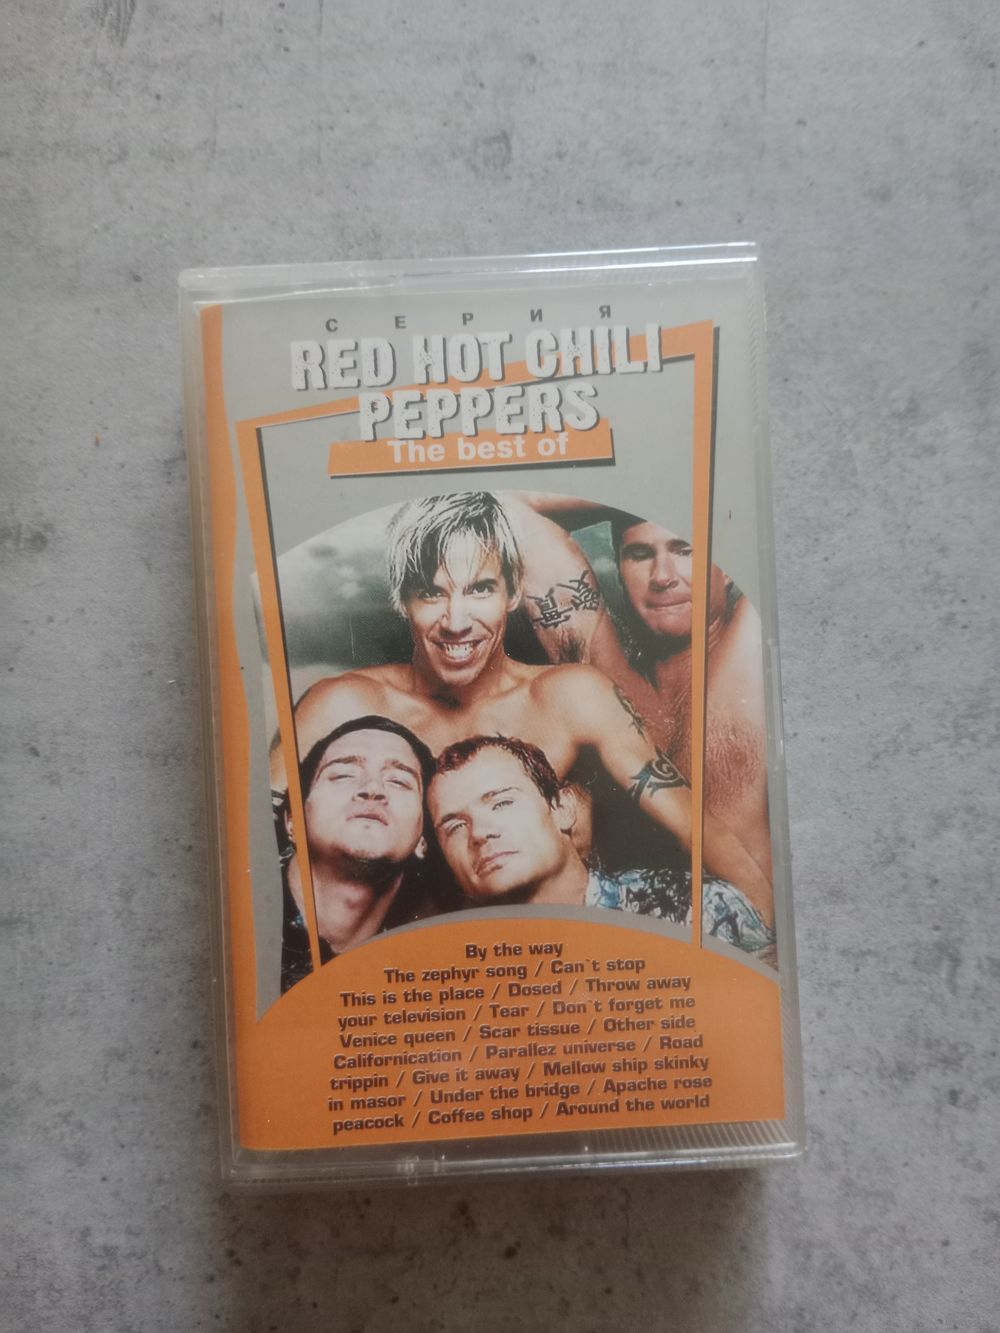 СЕРИЯ
RED HOT CHILI
PEPPERS
The best of
By the way
The zephyr song / Can`t stop
This is the place / Dosed / Throw away
your television / Tear / Don`t forget me
Venice queen / Scar tissue / Other side
Californication / Parallez universe / Road
trippin / Give it away / Mellow ship skinky
in masor / Under the bridge / Apache rose
peacock / Coffee shop / Around the world